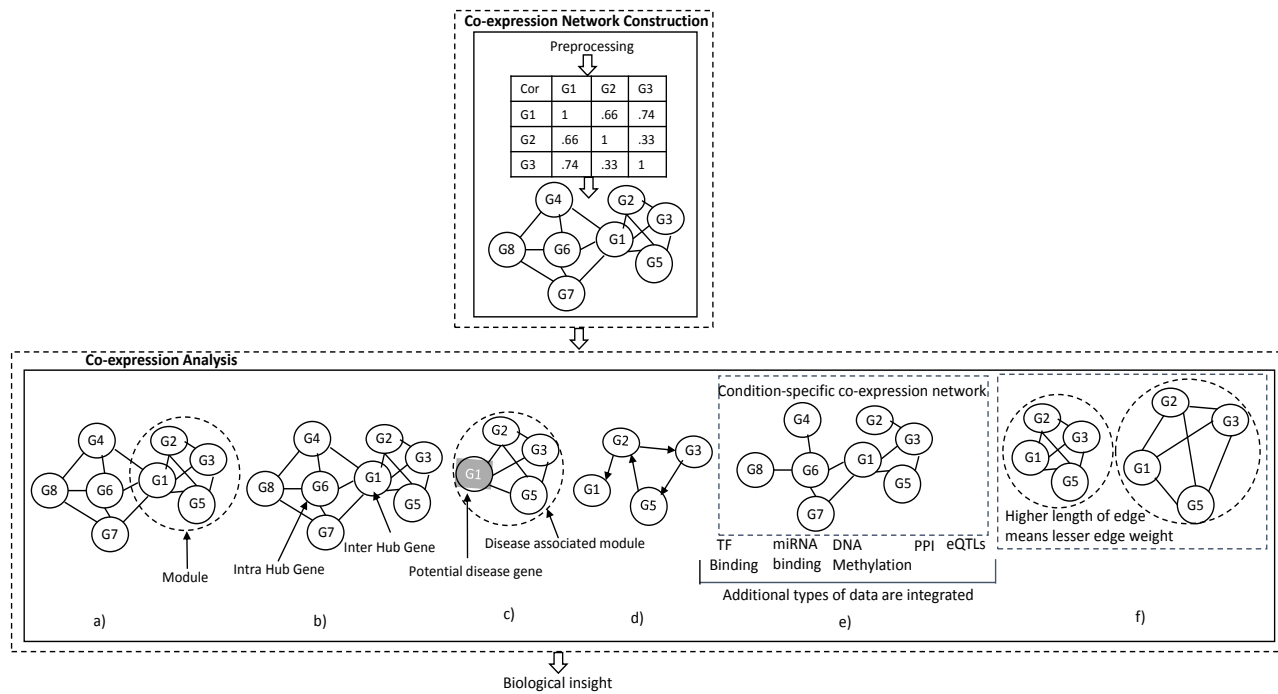 Co-expression Network Construction
Preprocessing
Cor G1 G2 G3
G1 1 .66 .74
G2 .66 1 .33
G3 .74 .33 1
G4
G2
G3
G1
G8
G6
G5
G7
Co-expression Analysis
G4
G2
G3
G8
G6
G1
G5
G7
Module
a)
G4
G2
G3
G8
G6
G1
G5
G7
Inter Hub Gene
Intra Hub Gene
b)
G2
G3
G1
G5
Disease associated module
Potential disease gene
c)
G2
G3
G1
G5
d)
Condition-specific co-expression network
G4
G2
G3
G8
G6
G1
G5
G7
TF
Binding
miRNA
binding
DNA
Methylation
PPI
eQTLs
Additional types of data are integrated
e)
G2
G3
G1
G5
G2
G3
G1
G5
Higher length of edge
means lesser edge weight
f)
Biological insight